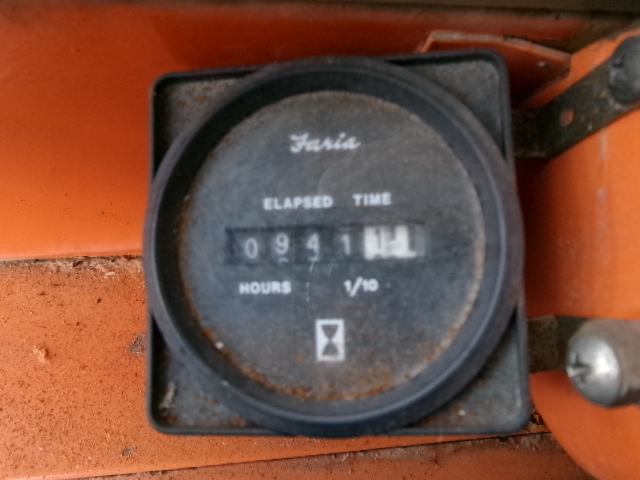 Faria
ELAPSED TIME
0941
HOURS 1/10